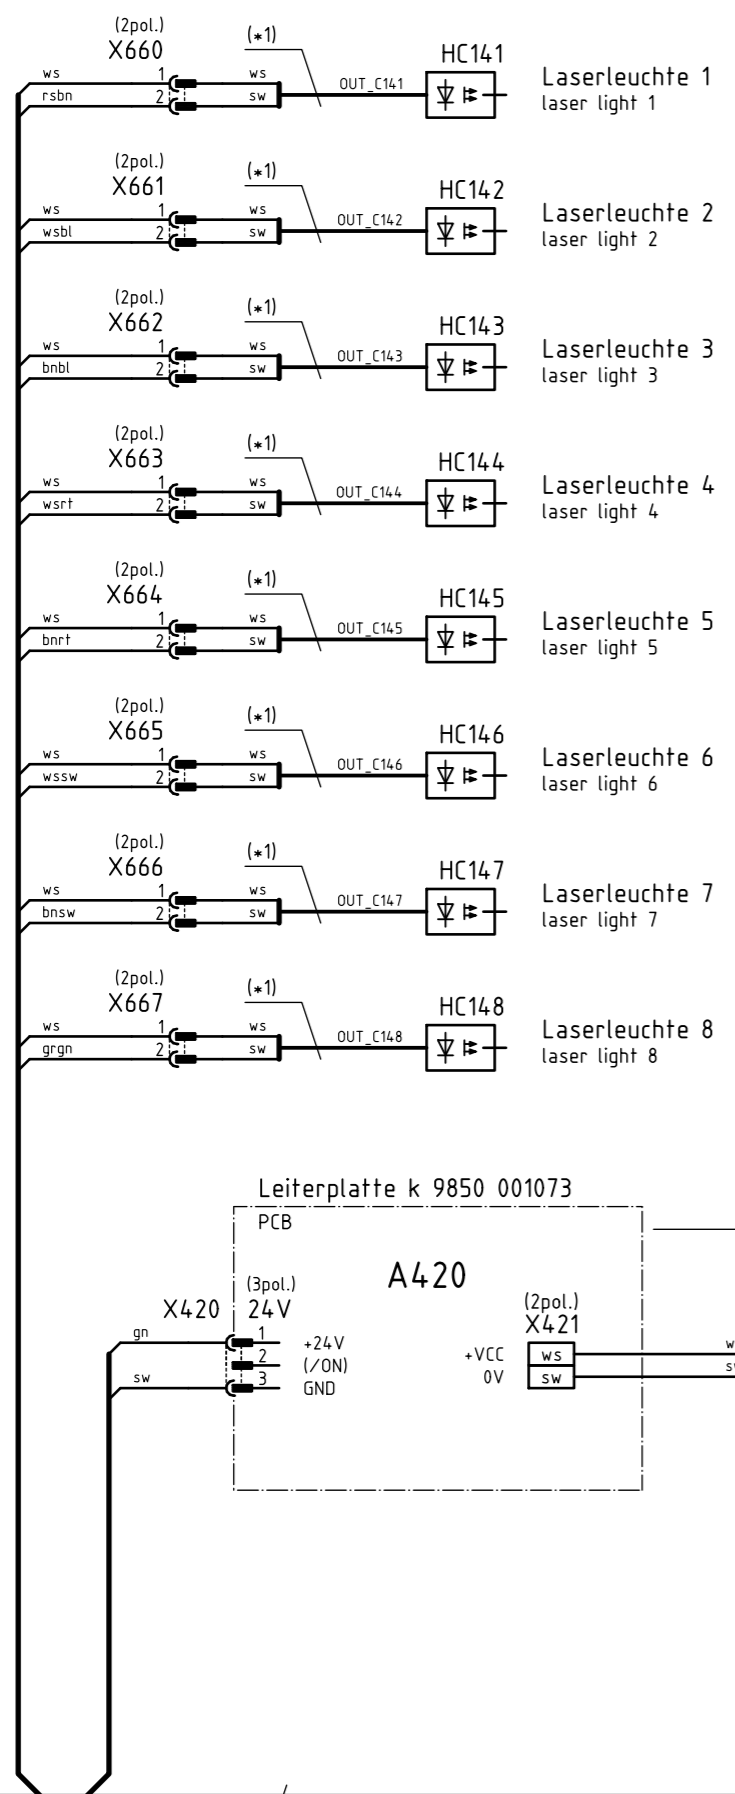 (2pol.)
X660
(*1)
HC141
ws 1 ws
OUT_C141
Laserleuchte 1
rsbn 2 sw
laser light 1
(2pol.)
X661
(*1)
HC142
ws 1 ws
OUT_C142
Laserleuchte 2
wsbl 2 sw
laser light 2
(2pol.)
X662
(*1)
HC143
ws 1 ws
OUT_C143
Laserleuchte 3
bnbl 2 sw
laser light 3
(2pol.)
X663
(*1)
HC144
ws 1 ws
OUT_C144
Laserleuchte 4
wsrt 2 sw
laser light 4
(2pol.)
X664
(*1)
HC145
ws 1 ws
OUT_C145
Laserleuchte 5
bnrt 2 sw
laser light 5
(2pol.)
X665
(*1)
HC146
ws 1 ws
OUT_C146
Laserleuchte 6
wssw 2 sw
laser light 6
(2pol.)
X666
(*1)
HC147
ws 1 ws
OUT_C147
Laserleuchte 7
bnsw 2 sw
laser light 7
(2pol.)
X667
(*1)
HC148
ws 1 ws
OUT_C148
Laserleuchte 8
grgn 2 sw
laser light 8
Leiterplatte k 9850 001073
PCB
A420
(3pol.)
X420 24V
(2pol.)
X421
gn 1 +24V
2 (/ON)
sw 3 GND
+VCC ws
0V sw